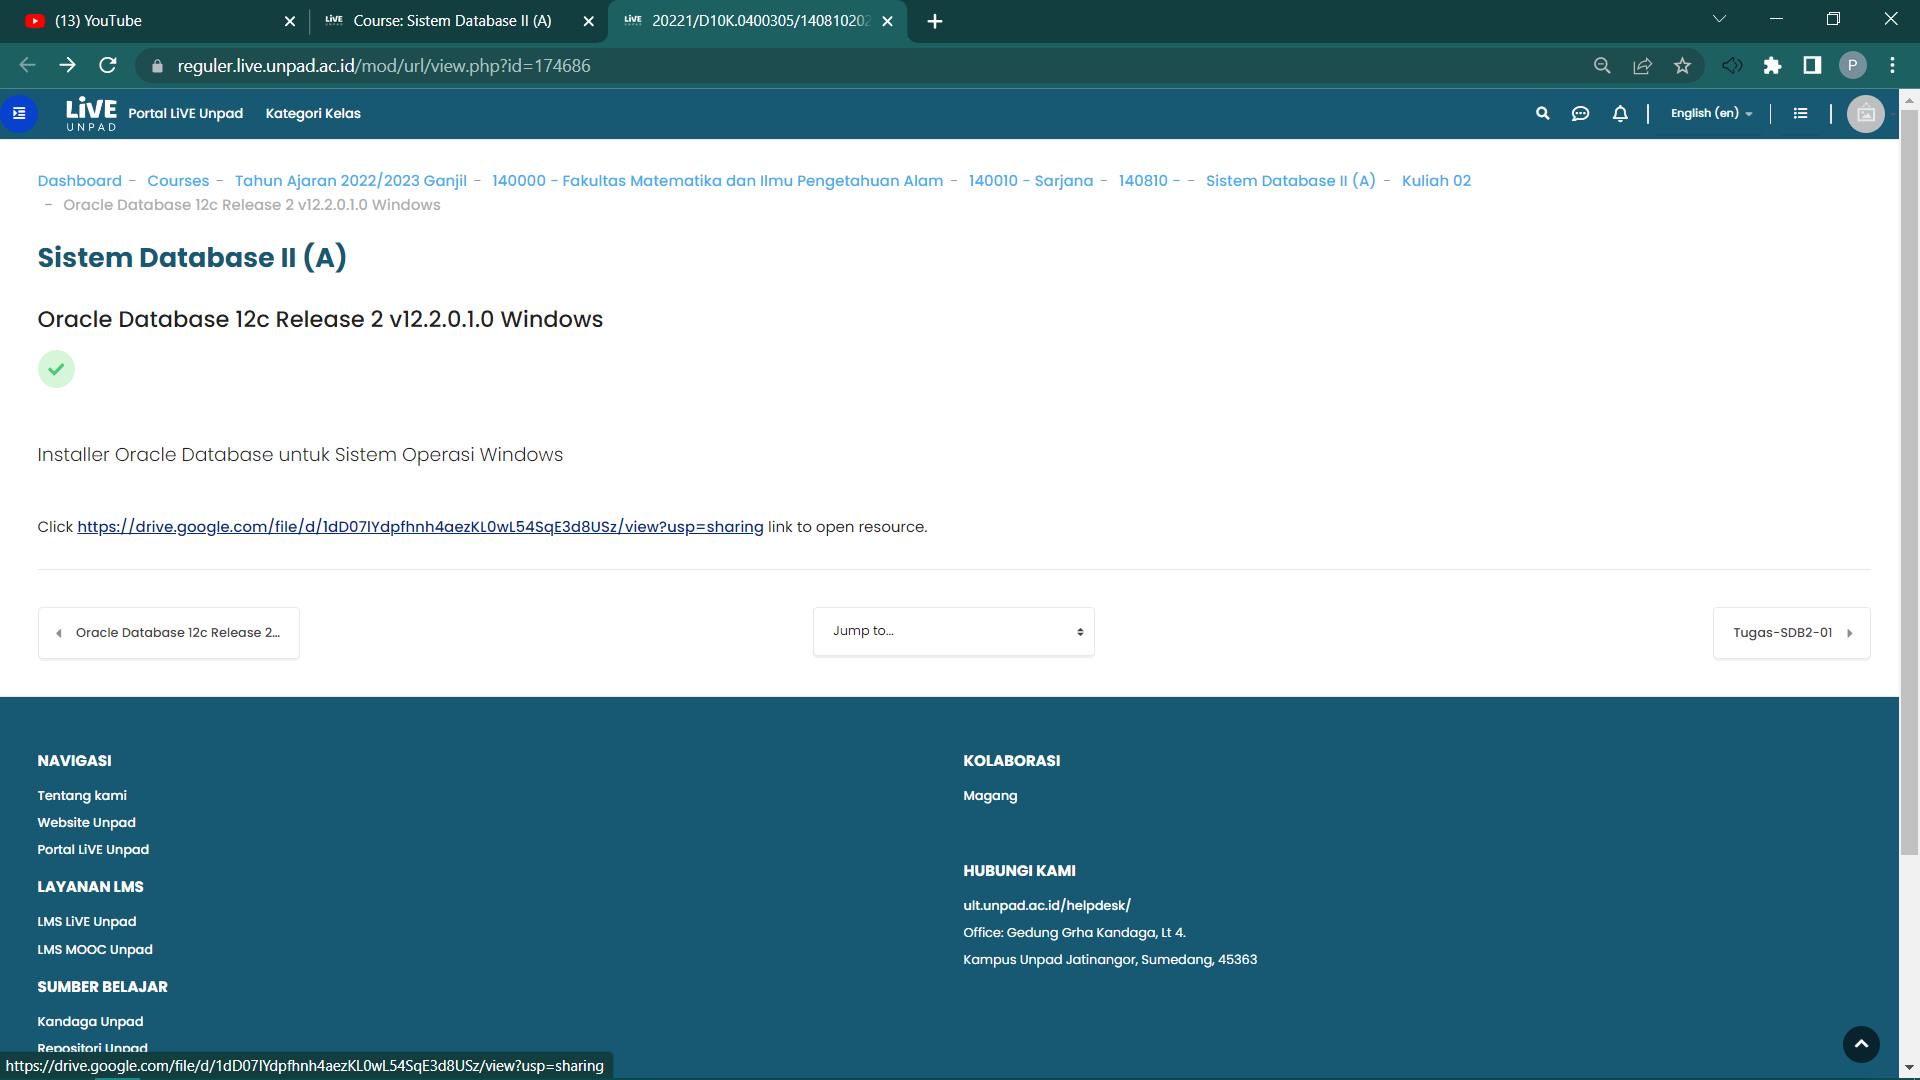 (13) YouTube
LiVE Course: Sistem Database II (A)
LiVE 20221/D10K.0400305/140810202
reguler.live.unpad.ac.id/mod/url/view.php?id=174686
P
LiVE UNPAD
Portal LiVE Unpad
Kategori Kelas
English (en)
Dashboard - Courses - Tahun Ajaran 2022/2023 Ganjil - 140000 - Fakultas Matematika dan Ilmu Pengetahuan Alam - 140010 - Sarjana - 140810 - - Sistem Database II (A) - Kuliah 02
- Oracle Database 12c Release 2 v12.2.0.1.0 Windows
Sistem Database II (A)
Oracle Database 12c Release 2 v12.2.0.1.0 Windows
Installer Oracle Database untuk Sistem Operasi Windows
Click https://drive.google.com/file/d/1dD07lYdpfhnh4aezKL0wL54SqE3d8USz/view?usp=sharing link to open resource.
Oracle Database 12c Release 2...
Jump to...
Tugas-SDB2-01
NAVIGASI
Tentang kami
Website Unpad
Portal LiVE Unpad
LAYANAN LMS
LMS LiVE Unpad
LMS MOOC Unpad
SUMBER BELAJAR
Kandaga Unpad
Repositori Unpad
KOLABORASI
Magang
HUBUNGI KAMI
ult.unpad.ac.id/helpdesk/
Office: Gedung Grha Kandaga, Lt 4.
Kampus Unpad Jatinangor, Sumedang, 45363
https://drive.google.com/file/d/1dD07lYdpfhnh4aezKL0wL54SqE3d8USz/view?usp=sharing